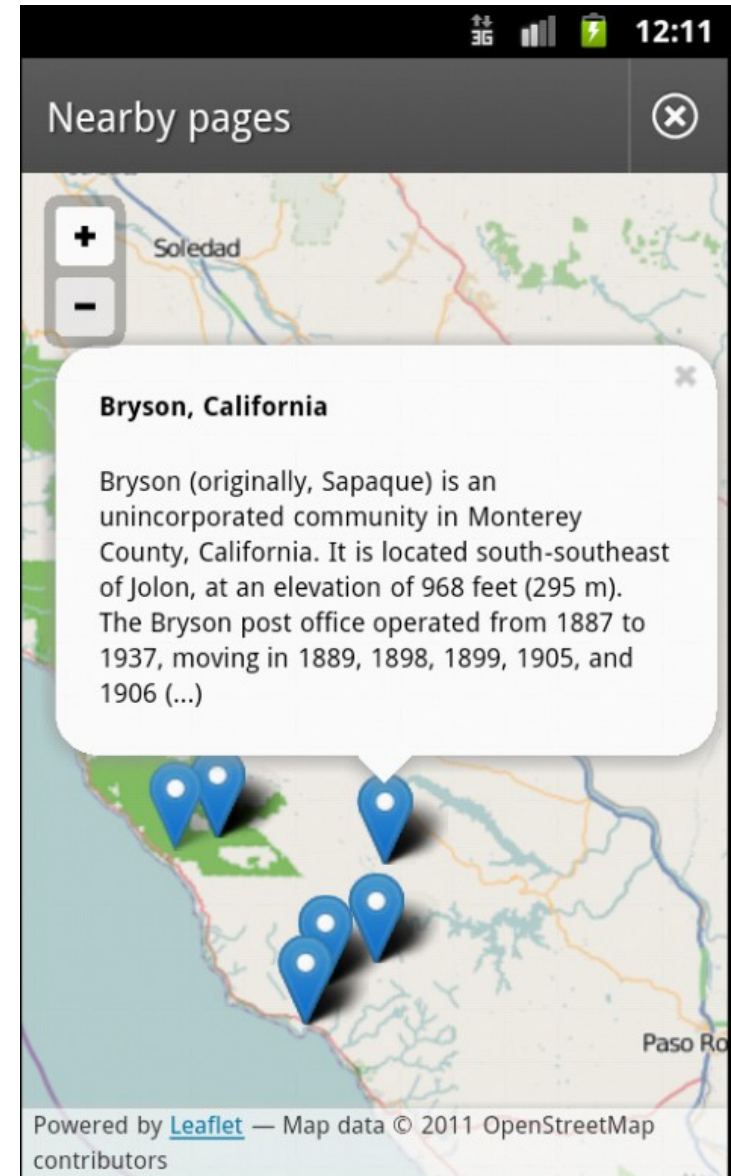 3G 12:11
Nearby pages
+
Soledad
−
Bryson, California
Bryson (originally, Sapaque) is an
unincorporated community in Monterey
County, California. It is located south-southeast
of Jolon, at an elevation of 968 feet (295 m).
The Bryson post office operated from 1887 to
1937, moving in 1889, 1898, 1899, 1905, and
1906 (...)
Paso Ro
Powered by Leaflet — Map data © 2011 OpenStreetMap
contributors